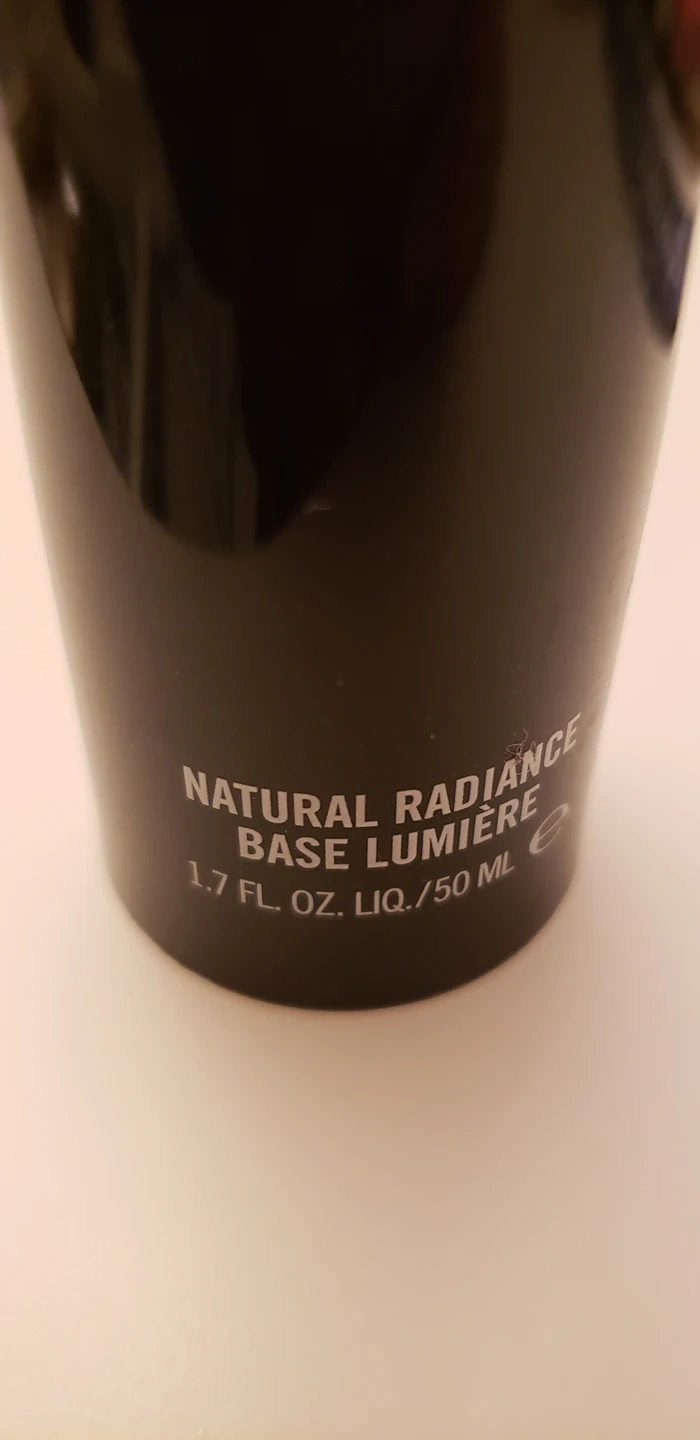 NATURAL RADIANCE
BASE LUMIÈRE
1.7 FL. OZ. LIQ./50 ML ℮